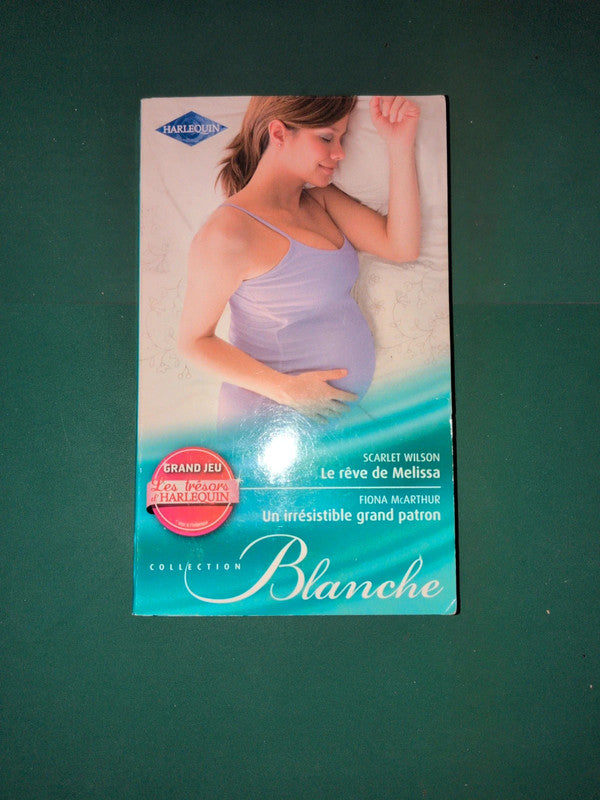 HARLEQUIN
SCARLET WILSON
Le rêve de Melissa
FIONA McARTHUR
Un irrésistible grand patron
GRAND JEU
Les trésors
d'HARLEQUIN
COLLECTION
Blanche